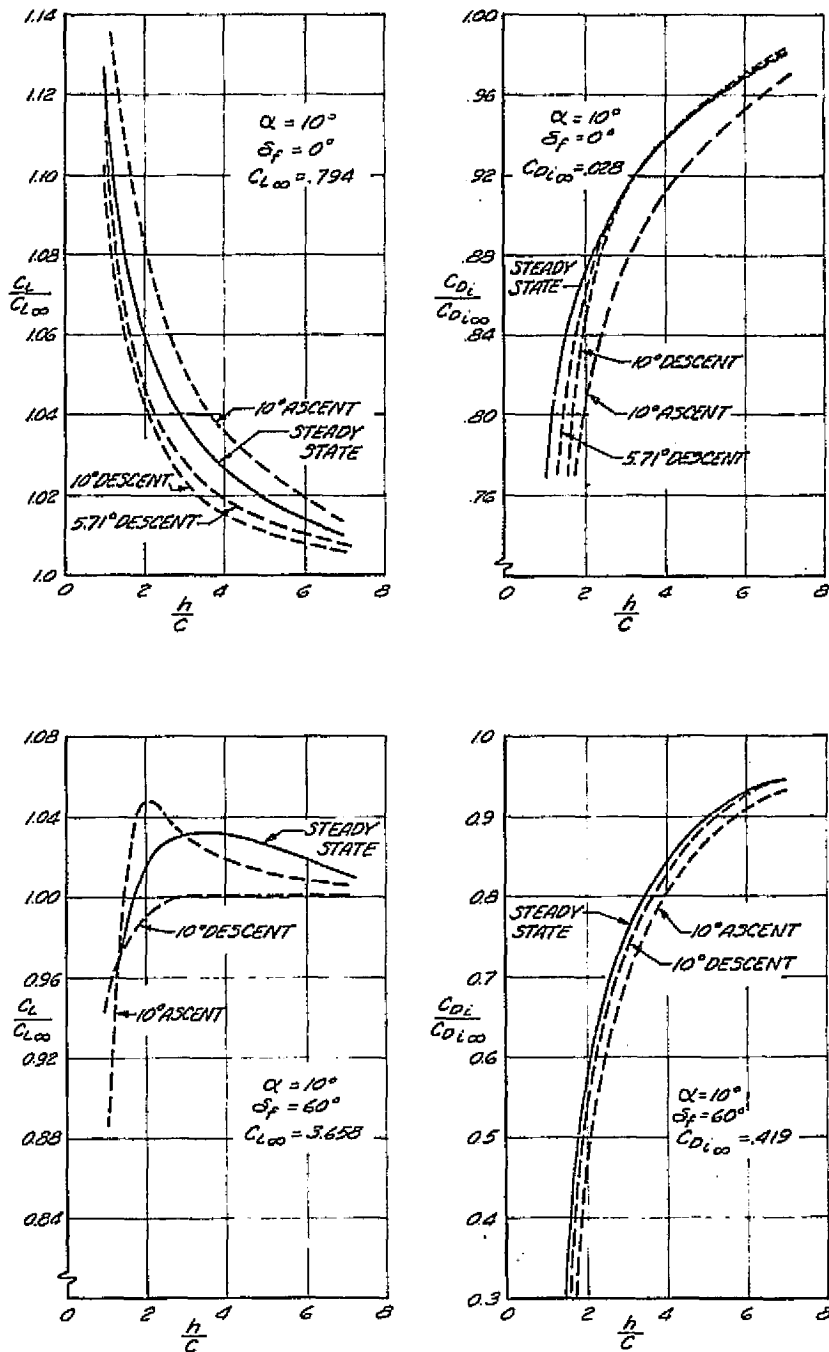 1.14
1.12
1.10
1.08
1.06
1.04
1.02
1.0
C_L
C_L∞
α = 10°
δ_f = 0°
C_L∞ = .794
10° ASCENT
STEADY
STATE
10° DESCENT
5.71° DESCENT
0 2 4 6 8
h
C
1.00
.96
.92
.88
.84
.80
.76
C_Di
C_Di∞
α = 10°
δ_f = 0°
C_Di∞ = .028
STEADY
STATE
10° DESCENT
10° ASCENT
5.71° DESCENT
0 2 4 6 8
h
C
1.08
1.04
1.00
0.96
0.92
0.88
0.84
C_L
C_L∞
STEADY
STATE
10° DESCENT
10° ASCENT
α = 10°
δ_f = 60°
C_L∞ = 3.658
0 2 4 6 8
h
C
1.0
0.9
0.8
0.7
0.6
0.5
0.4
0.3
C_Di
C_Di∞
STEADY
STATE
10° ASCENT
10° DESCENT
α = 10°
δ_f = 60°
C_Di∞ = .419
0 2 4 6 8
h
C